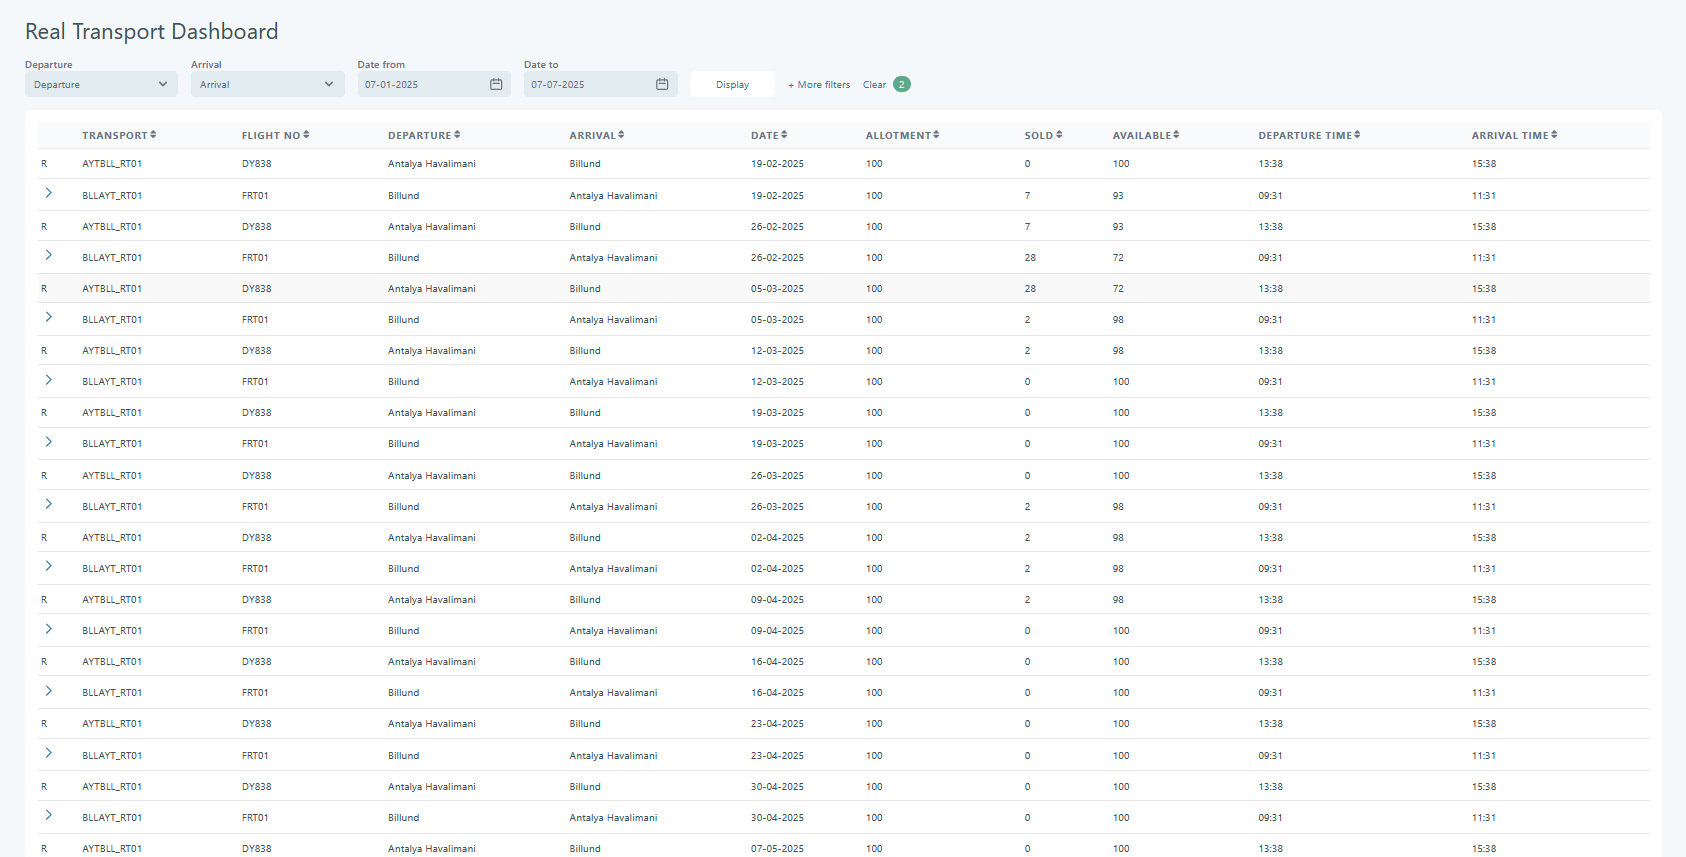 Real Transport Dashboard
Departure Arrival Date from Date to
Departure Arrival 07-01-2025 07-07-2025 Display + More filters Clear 2
TRANSPORT FLIGHT NO DEPARTURE ARRIVAL DATE ALLOTMENT SOLD AVAILABLE DEPARTURE TIME ARRIVAL TIME
R AYTBLL_RT01 DY838 Antalya Havalimani Billund 19-02-2025 100 0 100 13:38 15:38
BLLAYT_RT01 FRT01 Billund Antalya Havalimani 19-02-2025 100 7 93 09:31 11:31
R AYTBLL_RT01 DY838 Antalya Havalimani Billund 26-02-2025 100 7 93 13:38 15:38
BLLAYT_RT01 FRT01 Billund Antalya Havalimani 26-02-2025 100 28 72 09:31 11:31
R AYTBLL_RT01 DY838 Antalya Havalimani Billund 05-03-2025 100 28 72 13:38 15:38
BLLAYT_RT01 FRT01 Billund Antalya Havalimani 05-03-2025 100 2 98 09:31 11:31
R AYTBLL_RT01 DY838 Antalya Havalimani Billund 12-03-2025 100 2 98 13:38 15:38
BLLAYT_RT01 FRT01 Billund Antalya Havalimani 12-03-2025 100 0 100 09:31 11:31
R AYTBLL_RT01 DY838 Antalya Havalimani Billund 19-03-2025 100 0 100 13:38 15:38
BLLAYT_RT01 FRT01 Billund Antalya Havalimani 19-03-2025 100 0 100 09:31 11:31
R AYTBLL_RT01 DY838 Antalya Havalimani Billund 26-03-2025 100 0 100 13:38 15:38
BLLAYT_RT01 FRT01 Billund Antalya Havalimani 26-03-2025 100 2 98 09:31 11:31
R AYTBLL_RT01 DY838 Antalya Havalimani Billund 02-04-2025 100 2 98 13:38 15:38
BLLAYT_RT01 FRT01 Billund Antalya Havalimani 02-04-2025 100 2 98 09:31 11:31
R AYTBLL_RT01 DY838 Antalya Havalimani Billund 09-04-2025 100 2 98 13:38 15:38
BLLAYT_RT01 FRT01 Billund Antalya Havalimani 09-04-2025 100 0 100 09:31 11:31
R AYTBLL_RT01 DY838 Antalya Havalimani Billund 16-04-2025 100 0 100 13:38 15:38
BLLAYT_RT01 FRT01 Billund Antalya Havalimani 16-04-2025 100 0 100 09:31 11:31
R AYTBLL_RT01 DY838 Antalya Havalimani Billund 23-04-2025 100 0 100 13:38 15:38
BLLAYT_RT01 FRT01 Billund Antalya Havalimani 23-04-2025 100 0 100 09:31 11:31
R AYTBLL_RT01 DY838 Antalya Havalimani Billund 30-04-2025 100 0 100 13:38 15:38
BLLAYT_RT01 FRT01 Billund Antalya Havalimani 30-04-2025 100 0 100 09:31 11:31
R AYTBLL_RT01 DY838 Antalya Havalimani Billund 07-05-2025 100 0 100 13:38 15:38